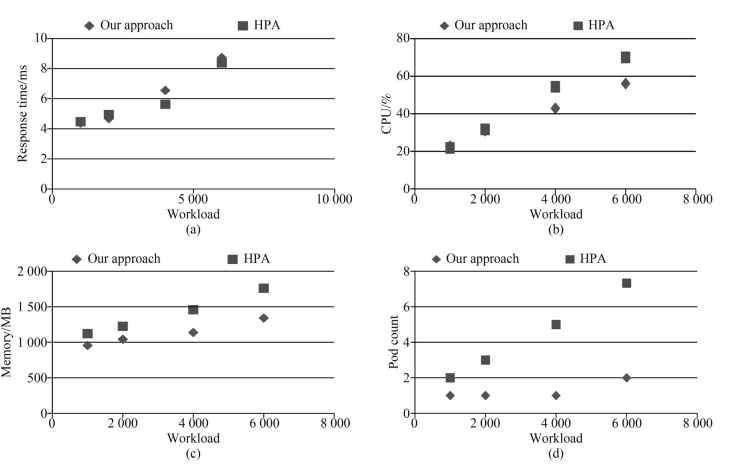 Our approach HPA
10
8
6
4
2
0
Response time/ms
0 5 000 10 000
Workload
(a)
Our approach HPA
80
60
40
20
0
CPU/%
0 2 000 4 000 6 000 8 000
Workload
(b)
Our approach HPA
2 000
1 500
1 000
500
0
Memory/MB
0 2 000 4 000 6 000 8 000
Workload
(c)
Our approach HPA
8
6
4
2
0
Pod count
0 2 000 4 000 6 000 8 000
Workload
(d)